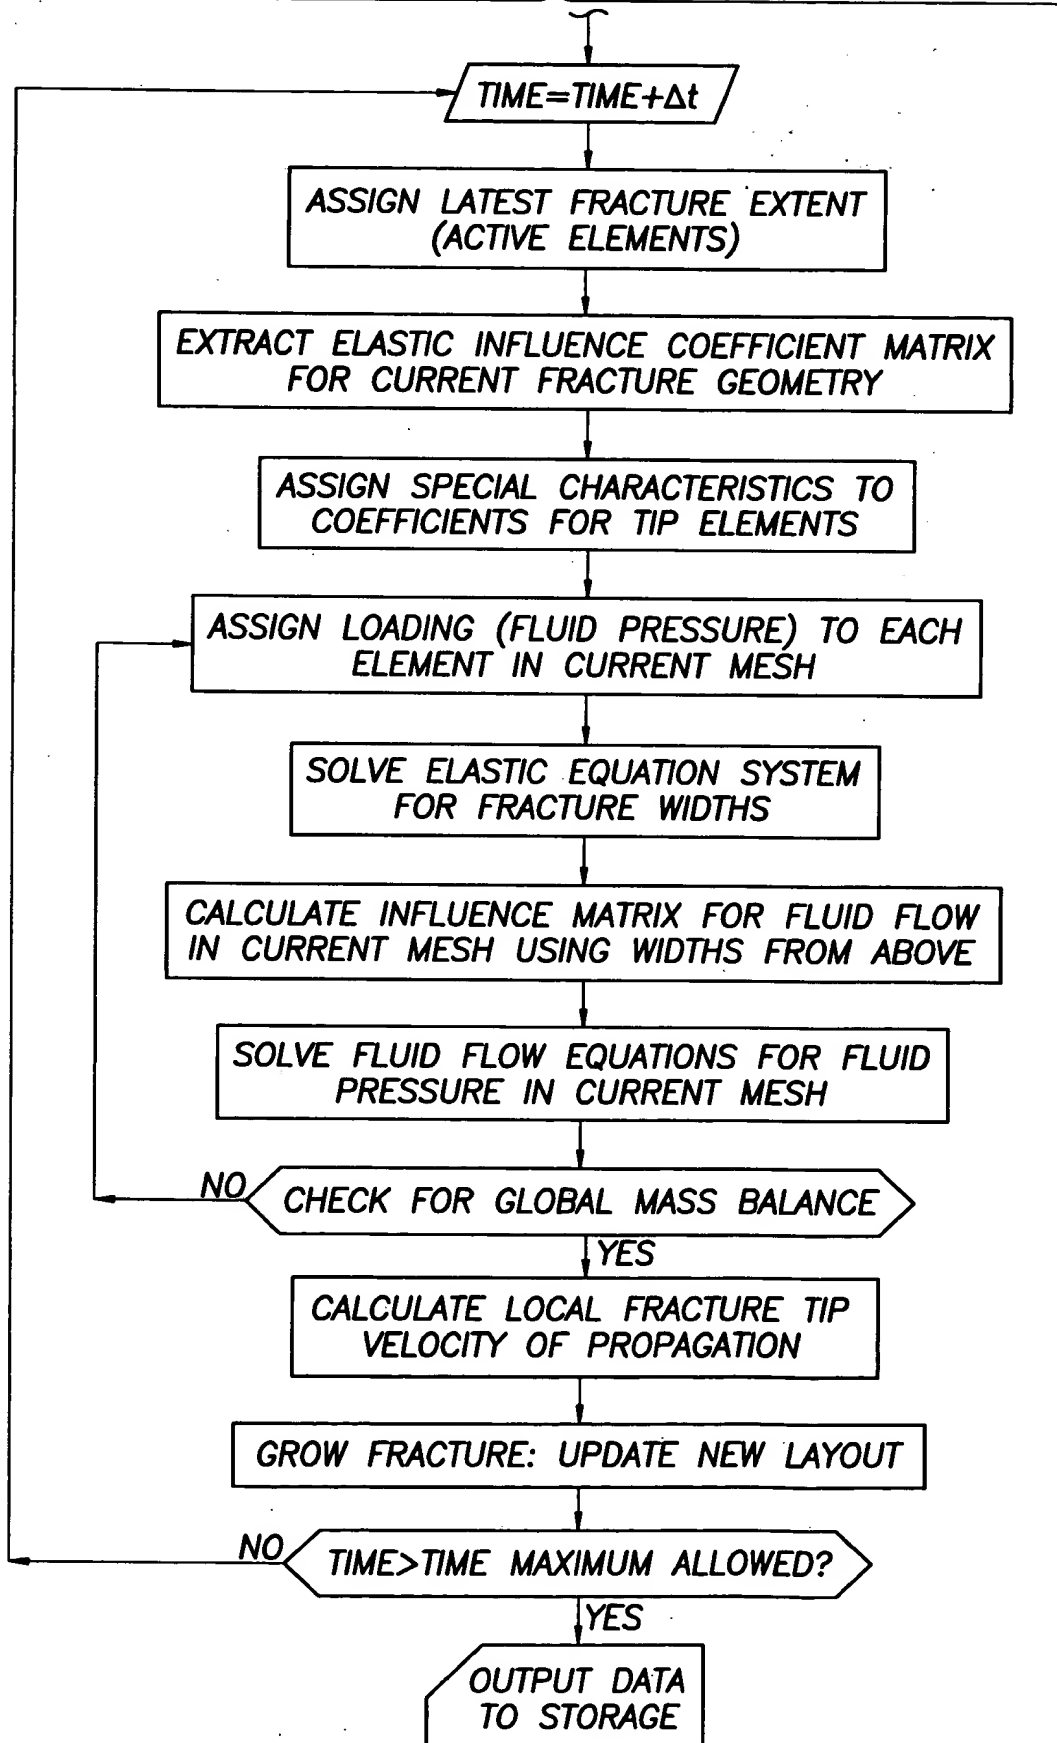 TIME=TIME+Δt
ASSIGN LATEST FRACTURE EXTENT
(ACTIVE ELEMENTS)
EXTRACT ELASTIC INFLUENCE COEFFICIENT MATRIX
FOR CURRENT FRACTURE GEOMETRY
ASSIGN SPECIAL CHARACTERISTICS TO
COEFFICIENTS FOR TIP ELEMENTS
ASSIGN LOADING (FLUID PRESSURE) TO EACH
ELEMENT IN CURRENT MESH
SOLVE ELASTIC EQUATION SYSTEM
FOR FRACTURE WIDTHS
CALCULATE INFLUENCE MATRIX FOR FLUID FLOW
IN CURRENT MESH USING WIDTHS FROM ABOVE
SOLVE FLUID FLOW EQUATIONS FOR FLUID
PRESSURE IN CURRENT MESH
NO
CHECK FOR GLOBAL MASS BALANCE
YES
CALCULATE LOCAL FRACTURE TIP
VELOCITY OF PROPAGATION
GROW FRACTURE: UPDATE NEW LAYOUT
NO
TIME>TIME MAXIMUM ALLOWED?
YES
OUTPUT DATA
TO STORAGE